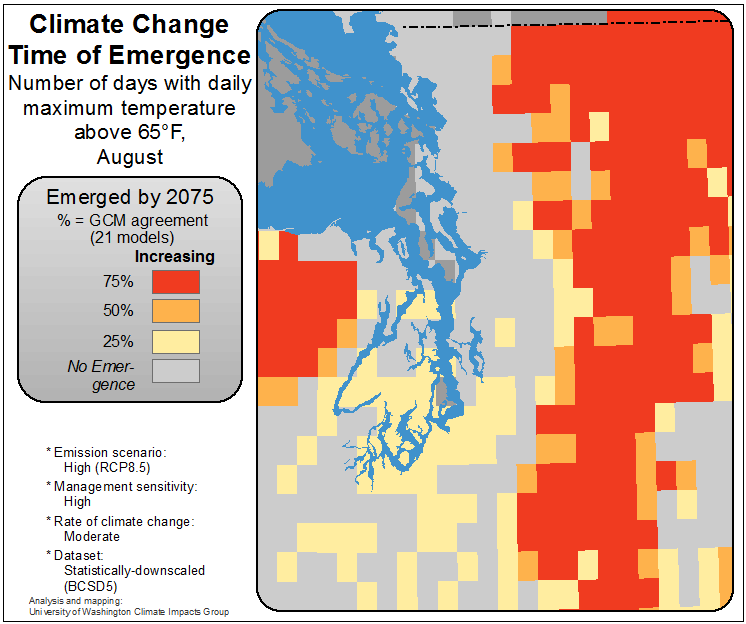 Climate Change
Time of Emergence
Number of days with daily
maximum temperature
above 65°F,
August
Emerged by 2075
% = GCM agreement
(21 models)
Increasing
75%
50%
25%
No Emer-
gence
* Emission scenario:
High (RCP8.5)
* Management sensitivity:
High
* Rate of climate change:
Moderate
* Dataset:
Statistically-downscaled
(BCSD5)
Analysis and mapping:
University of Washington Climate Impacts Group